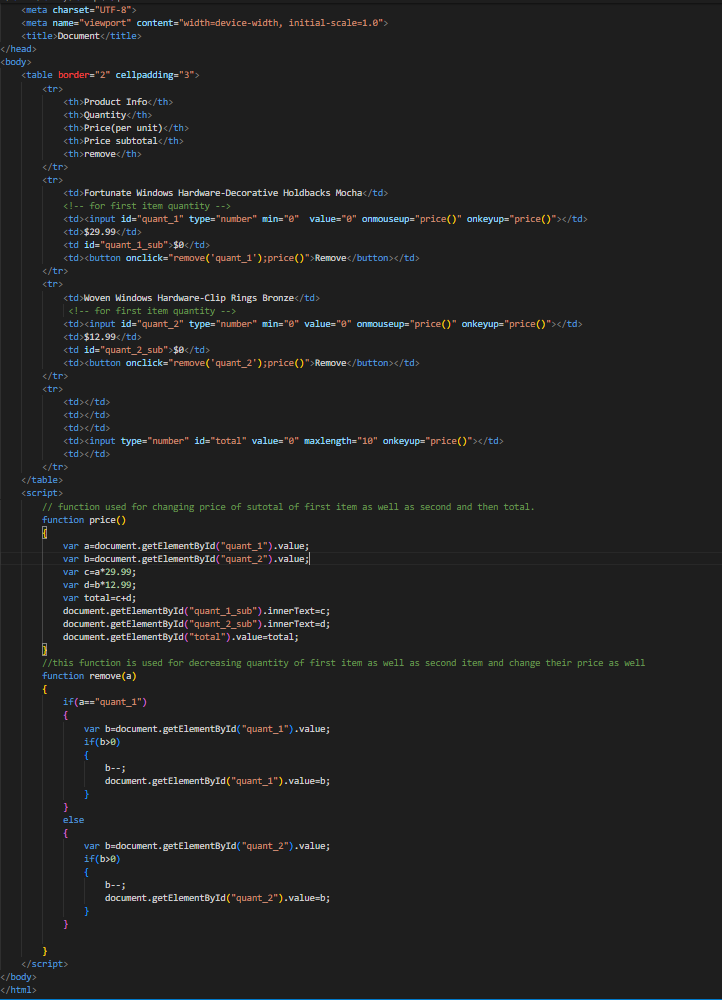 <meta charset="UTF-8">
<meta name="viewport" content="width=device-width, initial-scale=1.0">
<title>Document</title>
</head>
<body>
<table border="2" cellpadding="3">
<tr>
<th>Product Info</th>
<th>Quantity</th>
<th>Price(per unit)</th>
<th>Price subtotal</th>
<th>remove</th>
</tr>
<tr>
<td>Fortunate Windows Hardware-Decorative Holdbacks Mocha</td>
<!-- for first item quantity -->
<td><input id="quant_1" type="number" min="0"  value="0" onmouseup="price()" onkeyup="price()"></td>
<td>$29.99</td>
<td id="quant_1_sub">$0</td>
<td><button onclick="remove('quant_1');price()">Remove</button></td>
</tr>
<tr>
<td>Woven Windows Hardware-Clip Rings Bronze</td>
<!-- for first item quantity -->
<td><input id="quant_2" type="number" min="0" value="0" onmouseup="price()" onkeyup="price()"></td>
<td>$12.99</td>
<td id="quant_2_sub">$0</td>
<td><button onclick="remove('quant_2');price()">Remove</button></td>
</tr>
<tr>
<td></td>
<td></td>
<td></td>
<td><input type="number" id="total" value="0" maxlength="10" onkeyup="price()"></td>
<td></td>
</tr>
</table>
<script>
// function used for changing price of sutotal of first item as well as second and then total.
function price()
{
var a=document.getElementById("quant_1").value;
var b=document.getElementById("quant_2").value;
var c=a*29.99;
var d=b*12.99;
var total=c+d;
document.getElementById("quant_1_sub").innerText=c;
document.getElementById("quant_2_sub").innerText=d;
document.getElementById("total").value=total;
}
//this function is used for decreasing quantity of first item as well as second item and change their price as well
function remove(a)
{
if(a=="quant_1")
{
var b=document.getElementById("quant_1").value;
if(b>0)
{
b--;
document.getElementById("quant_1").value=b;
}
}
else
{
var b=document.getElementById("quant_2").value;
if(b>0)
{
b--;
document.getElementById("quant_2").value=b;
}
}
}
</script>
</body>
</html>